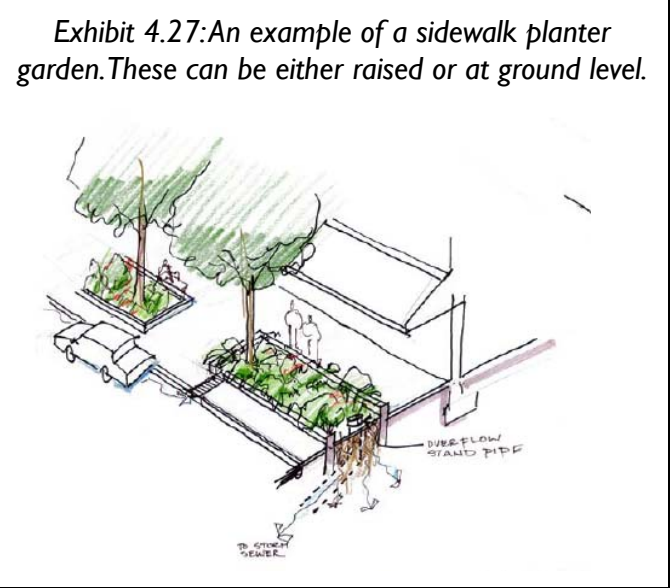 Exhibit 4.27: An example of a sidewalk planter
garden. These can be either raised or at ground level.
OVERFLOW
STAND PIPE
TO STORM
SEWER